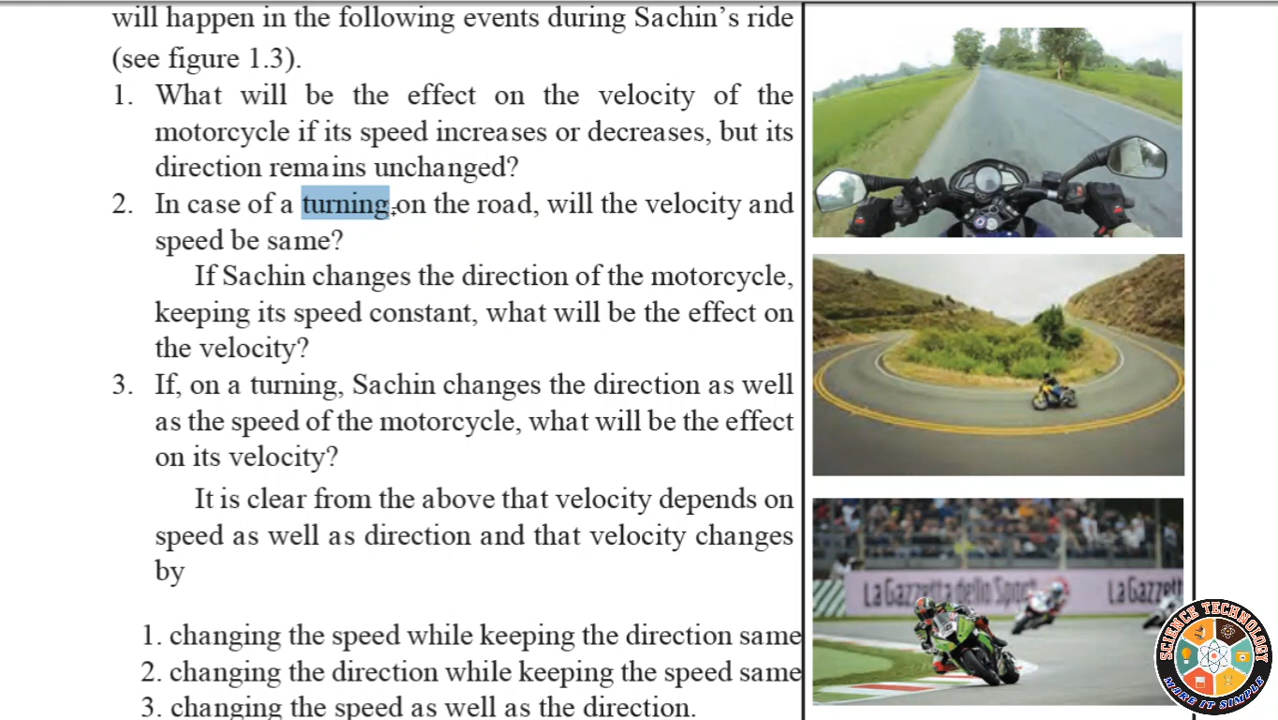 will happen in the following events during Sachin’s ride
(see figure 1.3).
1. What will be the effect on the velocity of the
motorcycle if its speed increases or decreases, but its
direction remains unchanged?
2. In case of a turning on the road, will the velocity and
speed be same?
If Sachin changes the direction of the motorcycle,
keeping its speed constant, what will be the effect on
the velocity?
3. If, on a turning, Sachin changes the direction as well
as the speed of the motorcycle, what will be the effect
on its velocity?
It is clear from the above that velocity depends on
speed as well as direction and that velocity changes
by
1. changing the speed while keeping the direction same
2. changing the direction while keeping the speed same
3. changing the speed as well as the direction.
La Gazzetta dello Sport La Gazzett
SCIENCE TECHNOLOGY
MAKE IT SIMPLE